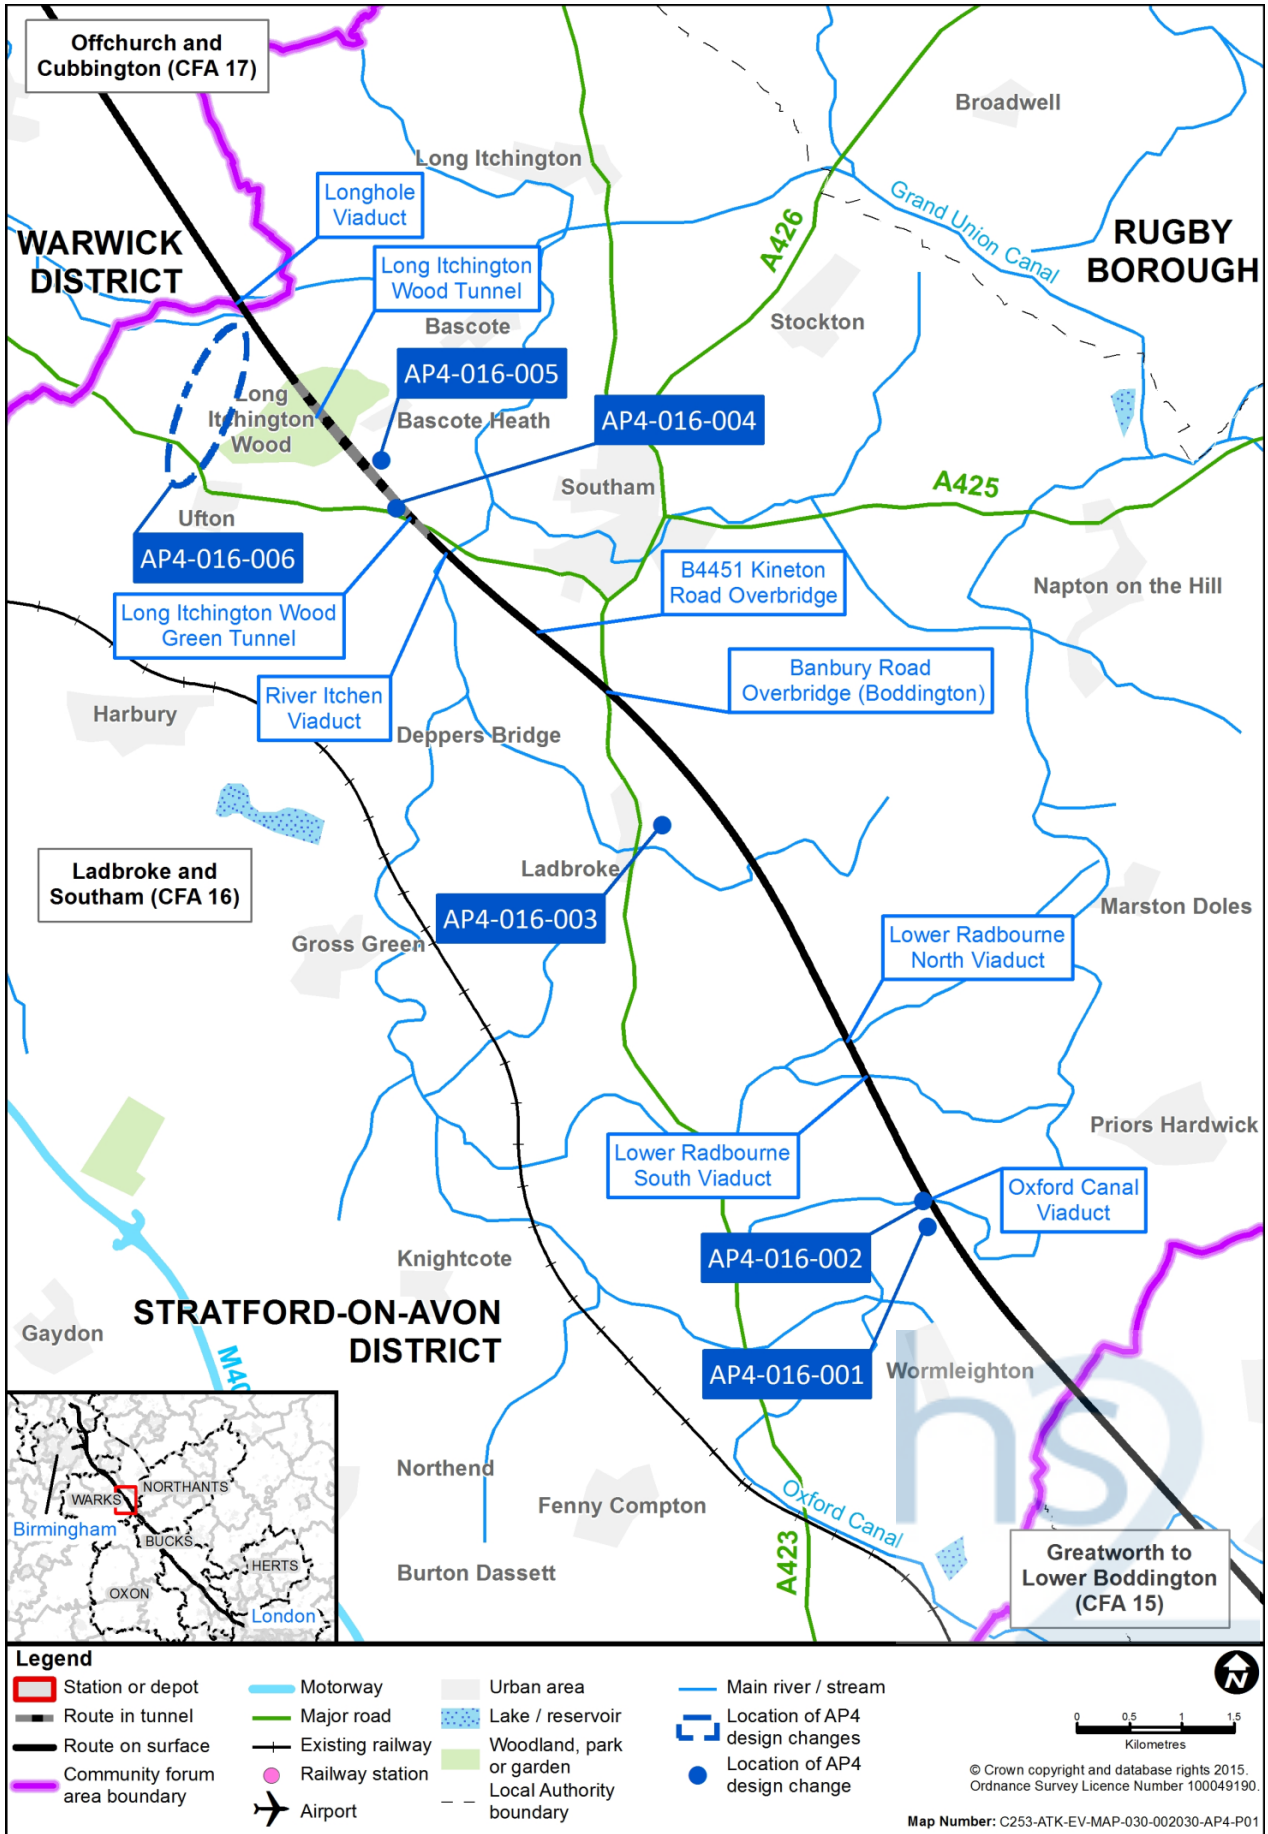 Offchurch and
Cubbington (CFA 17)
Broadwell
Long Itchington
Longhole
Viaduct
Grand Union Canal
A426
WARWICK
DISTRICT
RUGBY
BOROUGH
Long Itchington
Wood Tunnel
Bascote
Stockton
AP4-016-005
Long
Itchington
Wood
Bascote Heath
AP4-016-004
Southam
A425
Ufton
AP4-016-006
B4451 Kineton
Road Overbridge
Napton on the Hill
Long Itchington Wood
Green Tunnel
Banbury Road
Overbridge (Boddington)
River Itchen
Viaduct
Harbury
Deppers Bridge
Ladbroke and
Southam (CFA 16)
Ladbroke
AP4-016-003
Marston Doles
Gross Green
Lower Radbourne
North Viaduct
Priors Hardwick
Lower Radbourne
South Viaduct
Oxford Canal
Viaduct
Knightcote
AP4-016-002
STRATFORD-ON-AVON
DISTRICT
Gaydon
M40
AP4-016-001
Wormleighton
hs2
Northend
Fenny Compton
Oxford Canal
A423
Burton Dassett
Greatworth to
Lower Boddington
(CFA 15)
WARKS
NORTHANTS
Birmingham
BUCKS
HERTS
OXON
London
Legend
Station or depot
Route in tunnel
Route on surface
Community forum
area boundary
Motorway
Major road
Existing railway
Railway station
Airport
Urban area
Lake / reservoir
Woodland, park
or garden
Local Authority
boundary
Main river / stream
Location of AP4
design changes
Location of AP4
design change
N
0 0.5 1 1.5
Kilometres
© Crown copyright and database rights 2015.
Ordnance Survey Licence Number 100049190.
Map Number: C253-ATK-EV-MAP-030-002030-AP4-P01